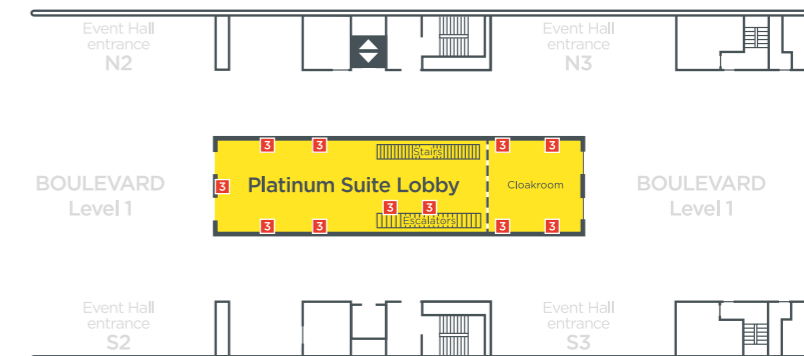 Event Hall
entrance
N2
Event Hall
entrance
N3
3
3
3
3
Stairs
BOULEVARD
Level 1
3
Platinum Suite Lobby
Cloakroom
BOULEVARD
Level 1
3
3
Escalators
3
3
3
3
Event Hall
entrance
S2
Event Hall
entrance
S3